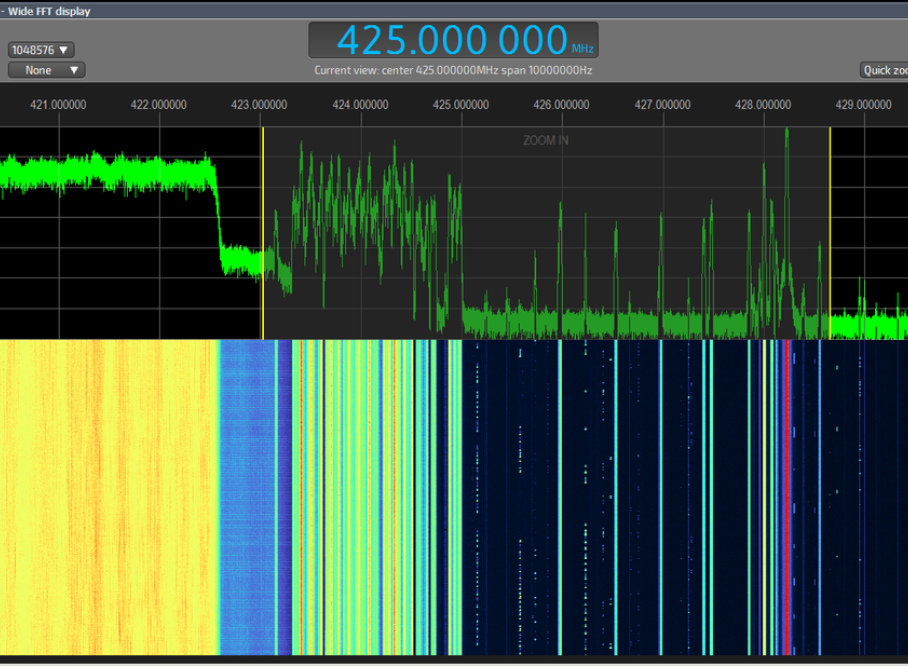 - Wide FFT display
1048576 ▼
425.000 000 MHz
None ▼
Current view: center 425.000000MHz span 10000000Hz
Quick zoo
421.000000 422.000000 423.000000 424.000000 425.000000 426.000000 427.000000 428.000000 429.000000
ZOOM IN